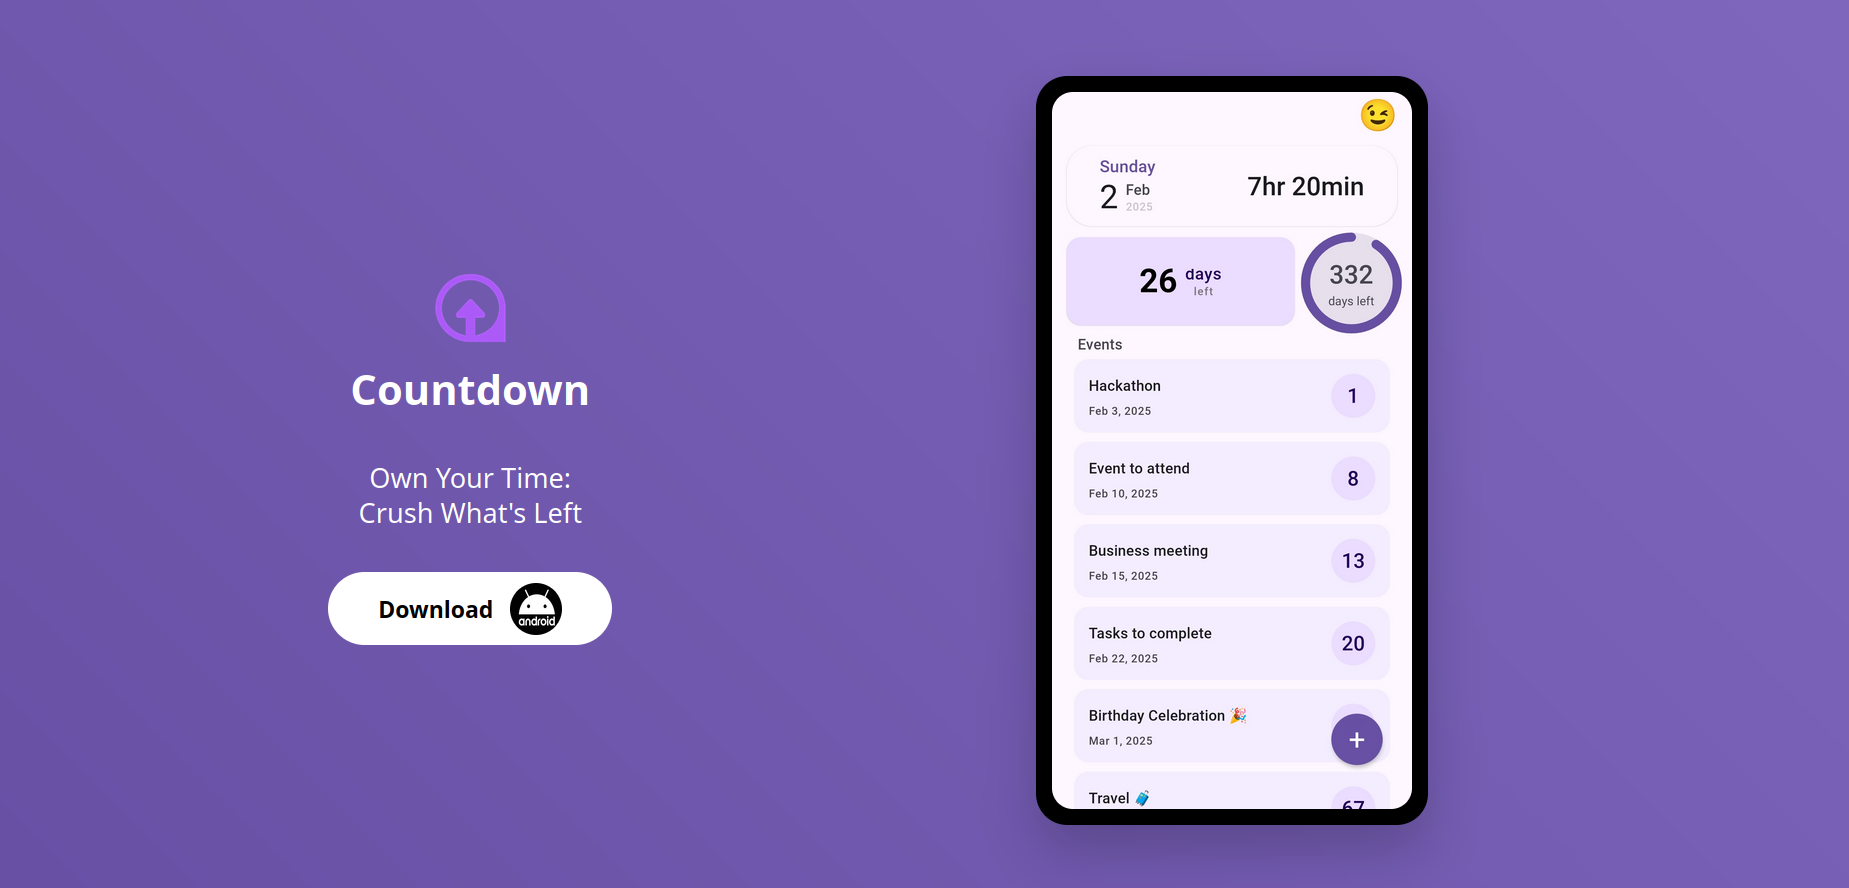 Countdown
Own Your Time:
Crush What's Left
Download
android
Sunday
2 Feb
2025
7hr 20min
26 days
left
332
days left
Events
Hackathon
Feb 3, 2025
1
Event to attend
Feb 10, 2025
8
Business meeting
Feb 15, 2025
13
Tasks to complete
Feb 22, 2025
20
Birthday Celebration 🎉
Mar 1, 2025
+
Travel 🧳
67